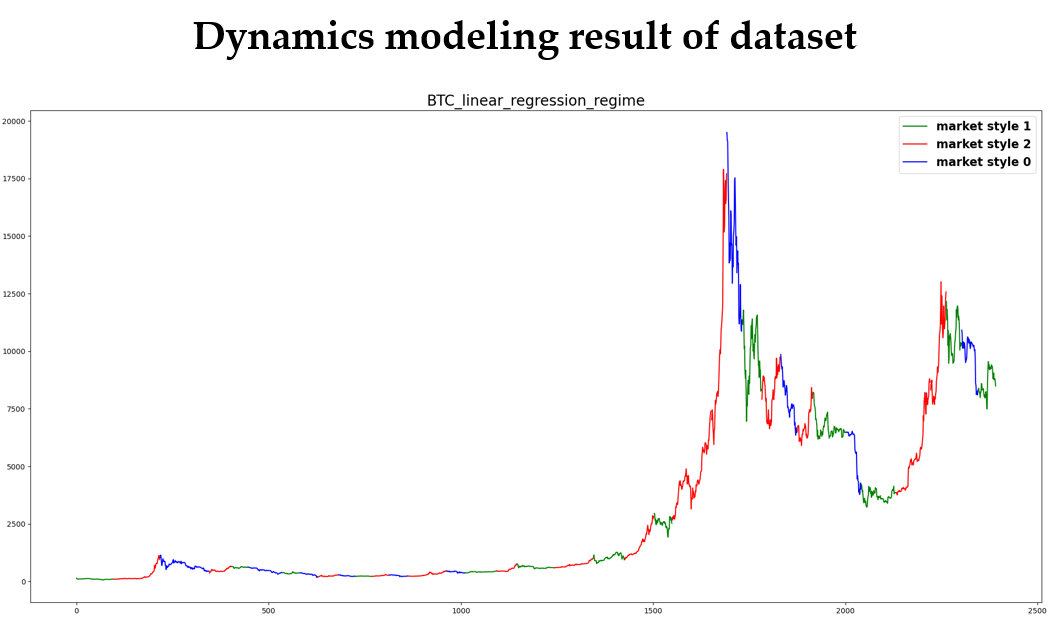 Dynamics modeling result of dataset
BTC_linear_regression_regime
market style 1
market style 2
market style 0
20000
17500
15000
12500
10000
7500
5000
2500
0
0 500 1000 1500 2000 2500